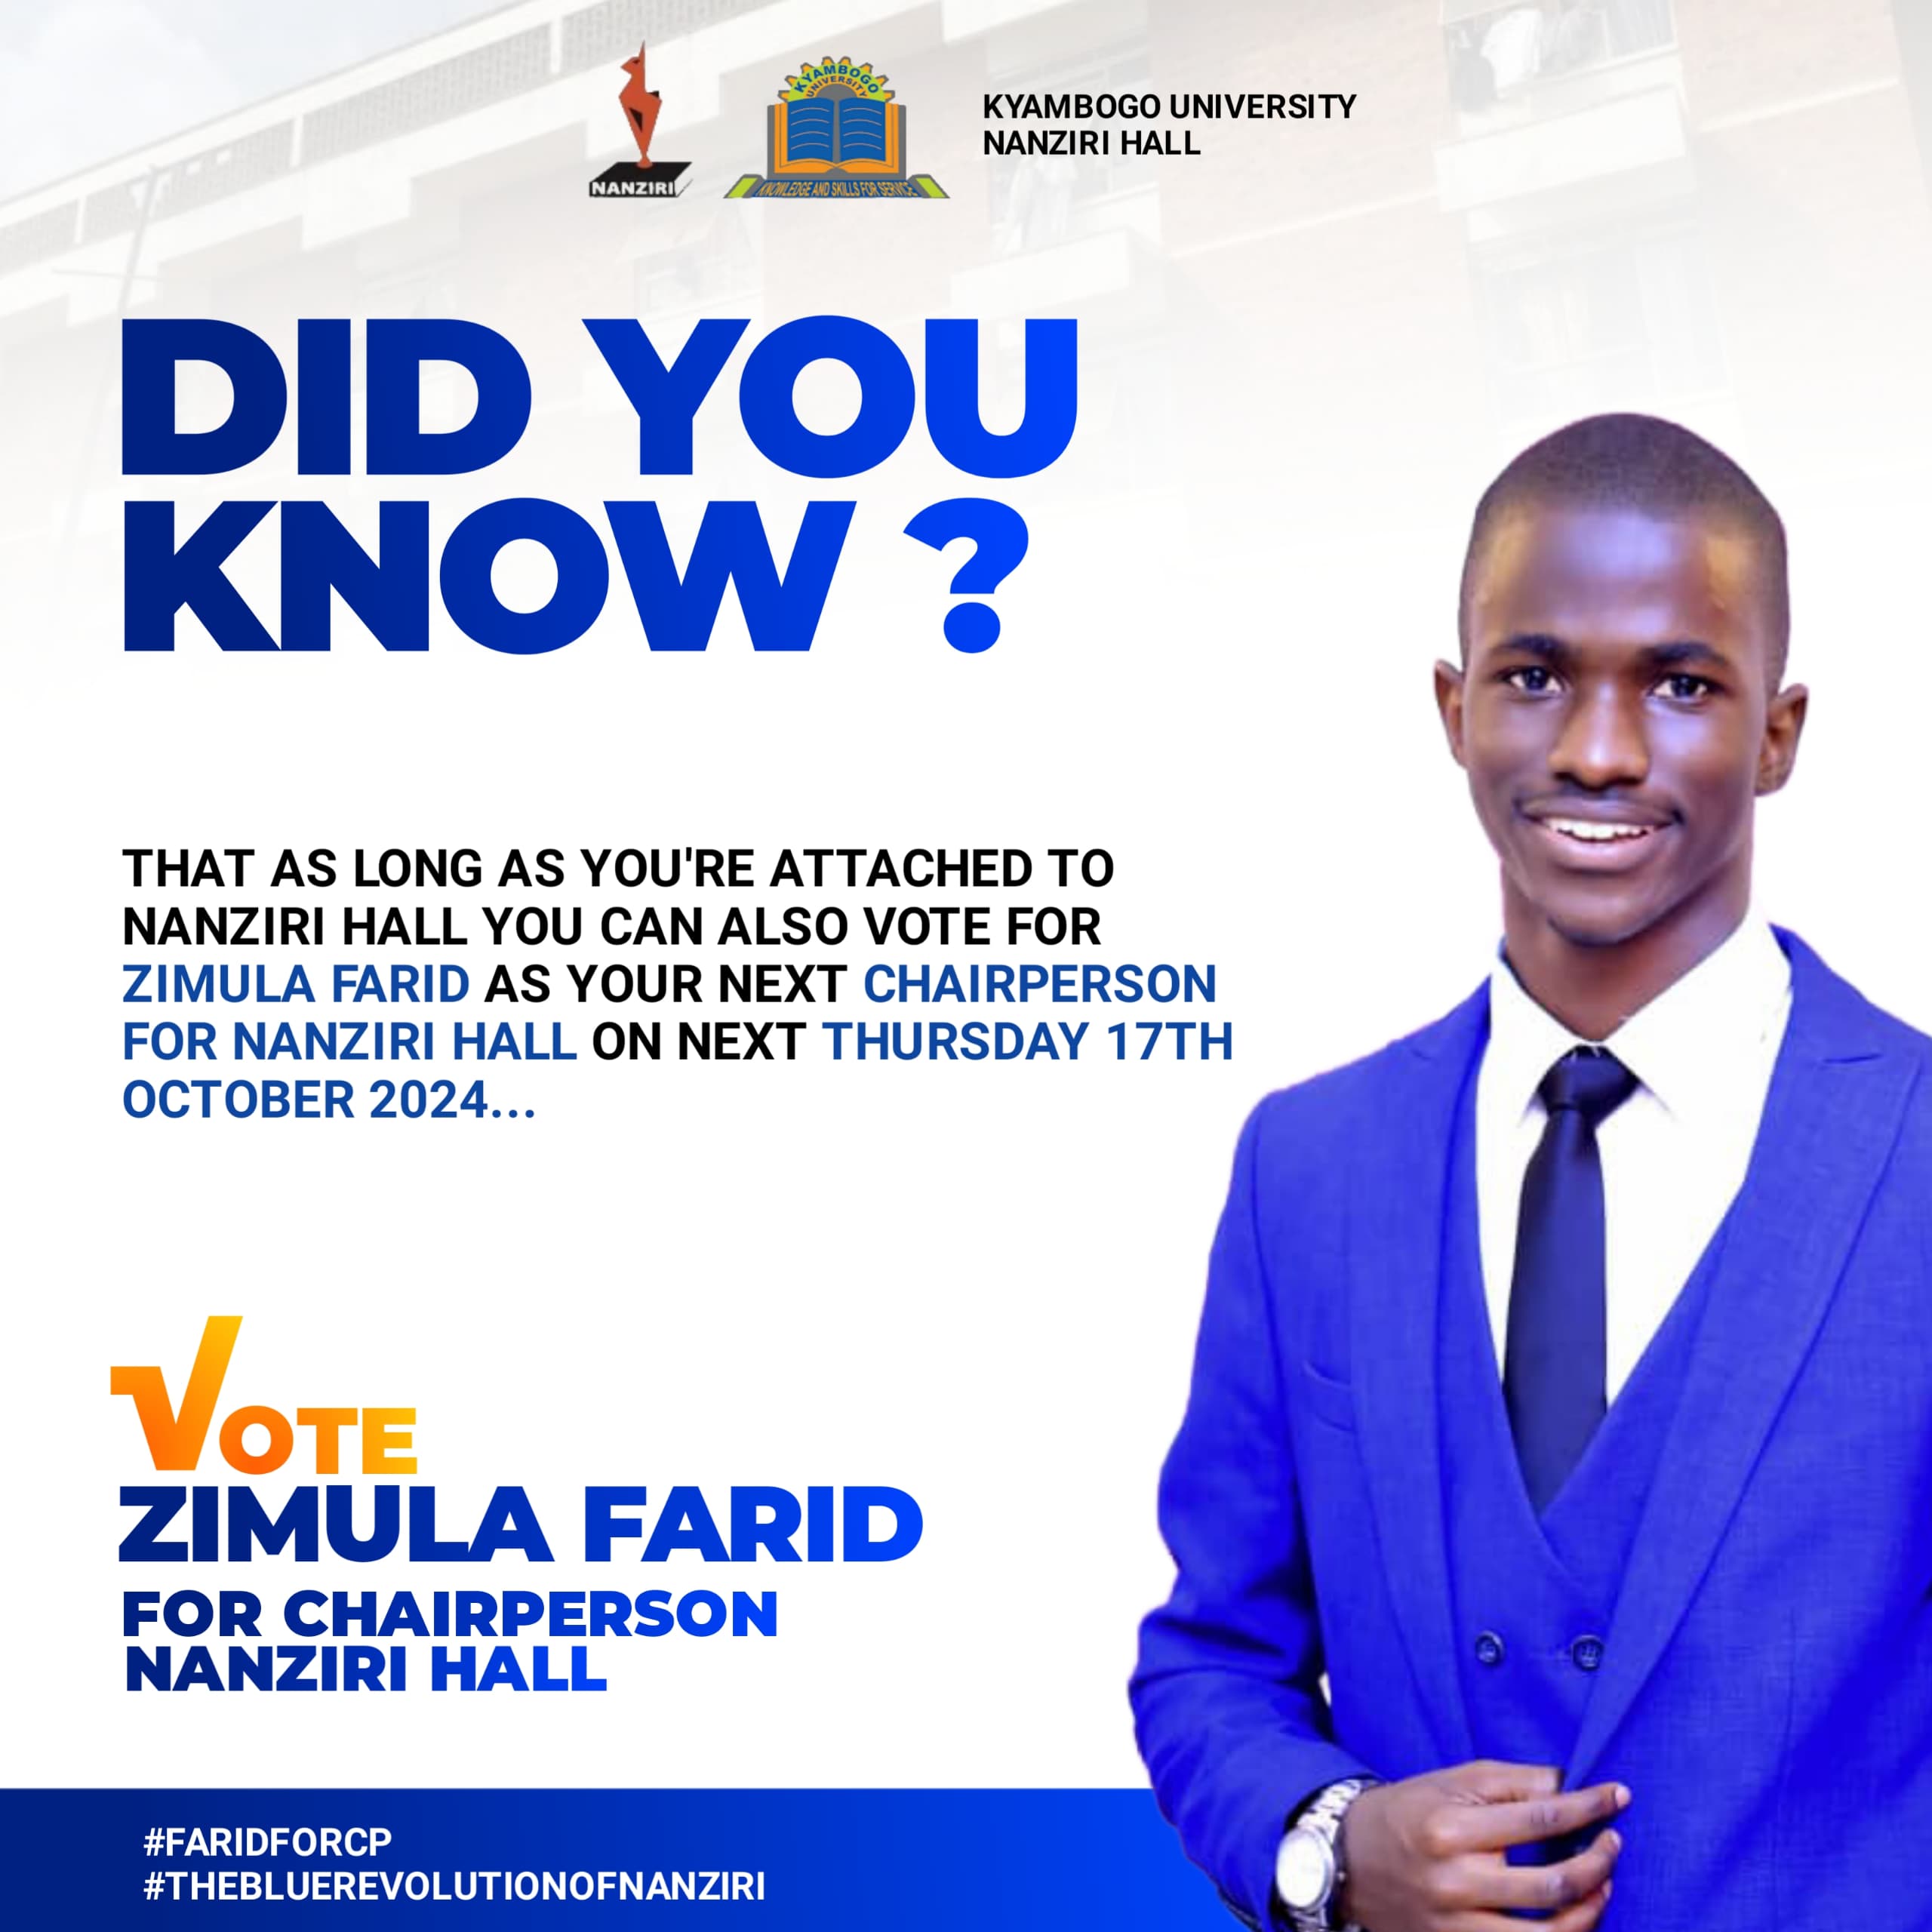 NANZIRI
KYAMBOGO
UNIVERSITY
KNOWLEDGE AND SKILLS FOR SERVICE
KYAMBOGO UNIVERSITY
NANZIRI HALL
DID YOU
KNOW ?
THAT AS LONG AS YOU'RE ATTACHED TO
NANZIRI HALL YOU CAN ALSO VOTE FOR
ZIMULA FARID AS YOUR NEXT CHAIRPERSON
FOR NANZIRI HALL ON NEXT THURSDAY 17TH
OCTOBER 2024...
VOTE
ZIMULA FARID
FOR CHAIRPERSON
NANZIRI HALL
#FARIDFORCP
#THEBLUEREVOLUTIONOFNANZIRI